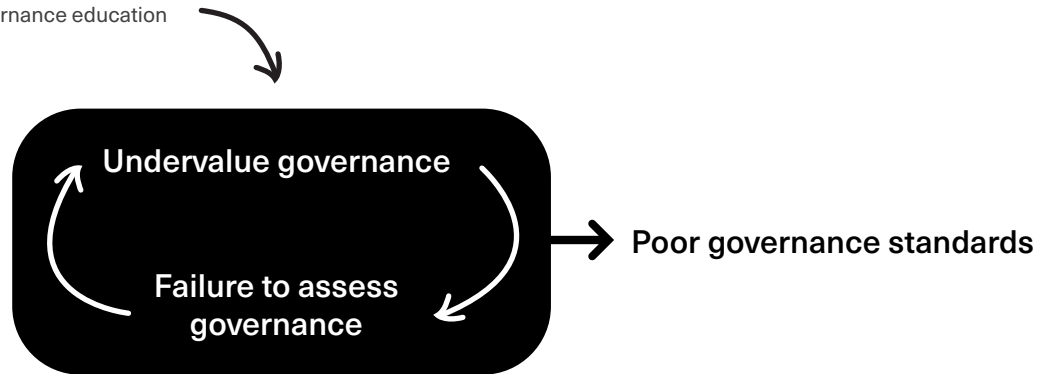 rnance education
Undervalue governance
Poor governance standards
Failure to assess
governance